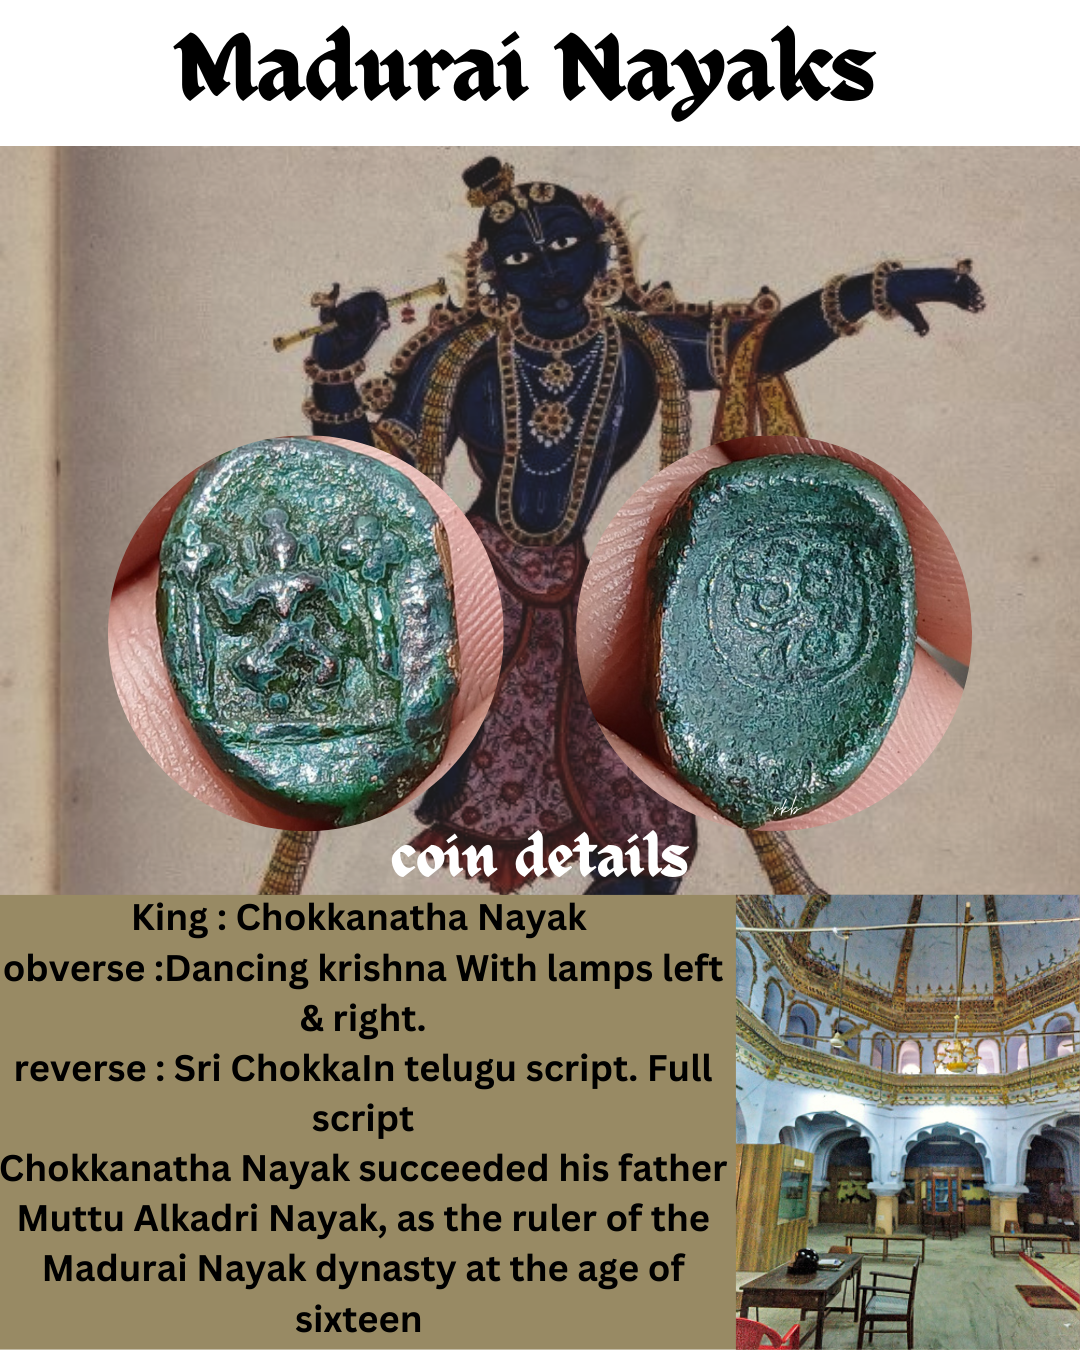 Madurai Nayaks
rkb
coin details
King : Chokkanatha Nayak
obverse :Dancing krishna With lamps left
& right.
reverse : Sri ChokkaIn telugu script. Full
script
Chokkanatha Nayak succeeded his father
Muttu Alkadri Nayak, as the ruler of the
Madurai Nayak dynasty at the age of
sixteen